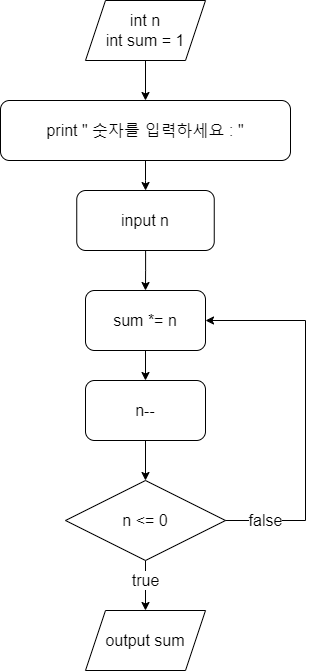 int n
int sum = 1
print " 숫자를 입력하세요 : "
input n
sum *= n
n--
n <= 0
false
true
output sum